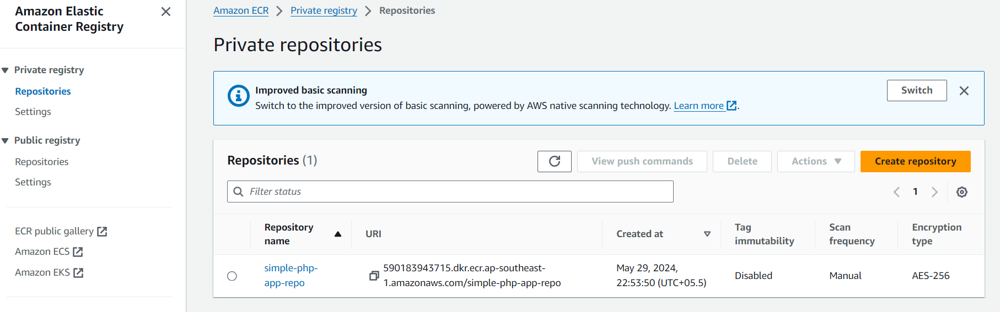 Amazon Elastic
Container Registry
Private registry
Repositories
Settings
Public registry
Repositories
Settings
ECR public gallery
Amazon ECS
Amazon EKS
Amazon ECR > Private registry > Repositories
Private repositories
Improved basic scanning
Switch to the improved version of basic scanning, powered by AWS native scanning technology. Learn more .
Switch
Repositories (1)
View push commands
Delete
Actions
Create repository
Filter status
1
Repository
name
URI
Created at
Tag
immutability
Scan
frequency
Encryption
type
simple-php-
app-repo
590183943715.dkr.ecr.ap-southeast-
1.amazonaws.com/simple-php-app-repo
May 29, 2024,
22:53:50 (UTC+05.5)
Disabled
Manual
AES-256